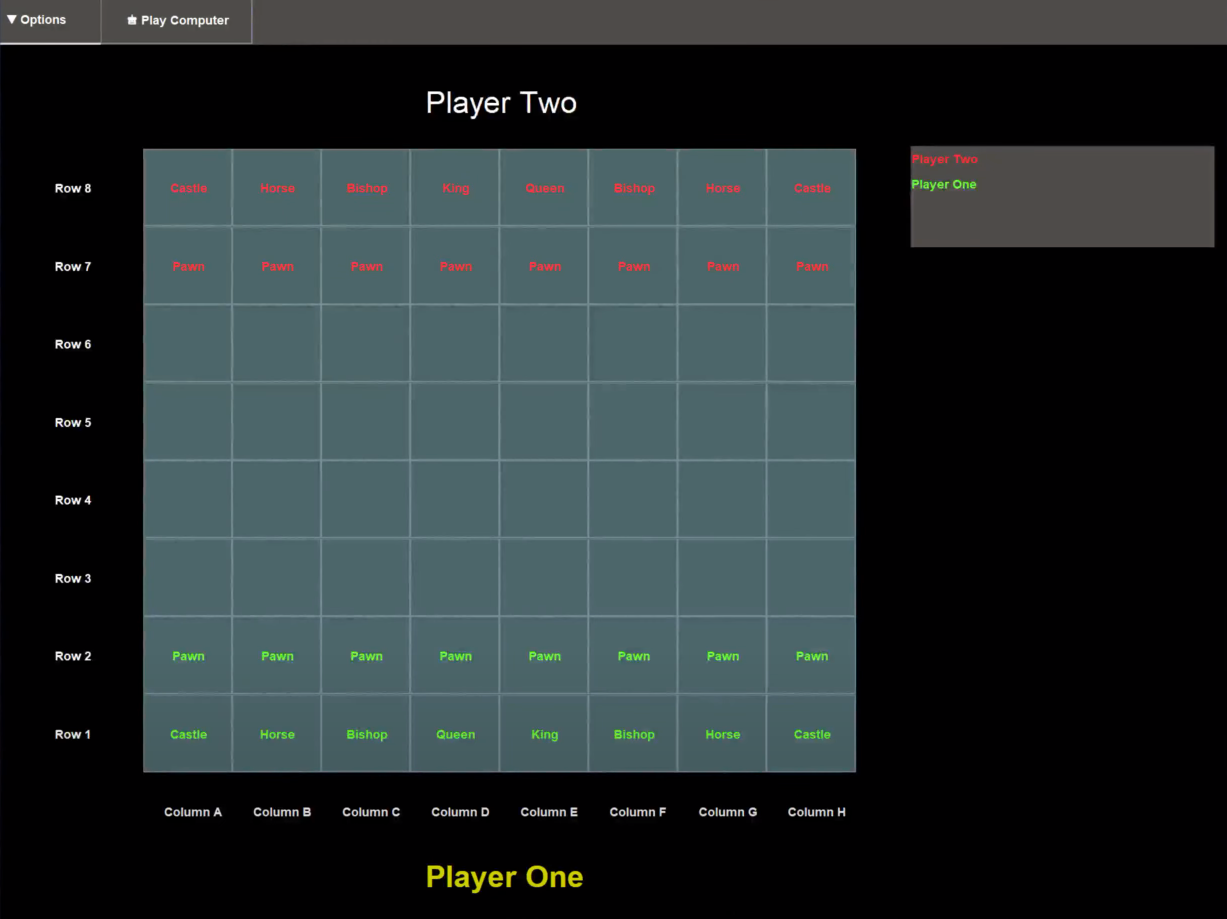 ▼ Options Play Computer
Player Two
Row 8 Castle Horse Bishop King Queen Bishop Horse Castle
Player Two
Player One
Row 7 Pawn Pawn Pawn Pawn Pawn Pawn Pawn Pawn
Row 6
Row 5
Row 4
Row 3
Row 2 Pawn Pawn Pawn Pawn Pawn Pawn Pawn Pawn
Row 1 Castle Horse Bishop Queen King Bishop Horse Castle
Column A Column B Column C Column D Column E Column F Column G Column H
Player One